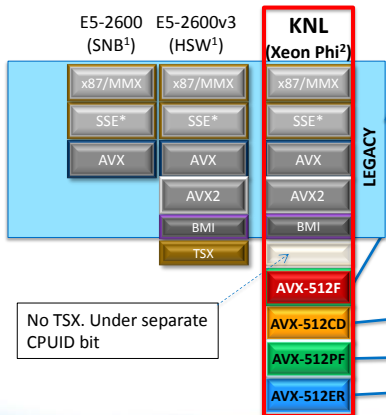 E5-2600 E5-2600v3 KNL
(SNB¹) (HSW¹) (Xeon Phi²)
x87/MMX x87/MMX x87/MMX
SSE* SSE* SSE*
AVX AVX AVX
AVX2 AVX2
BMI BMI
LEGACY
TSX
AVX-512F
No TSX. Under separate
CPUID bit
AVX-512CD
AVX-512PF
AVX-512ER